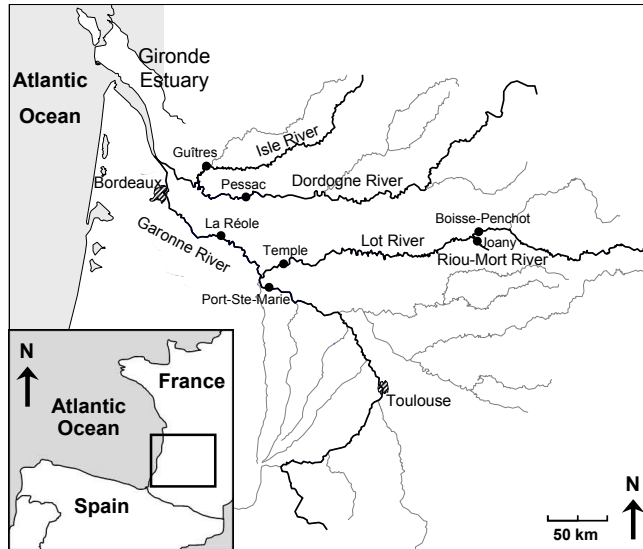 Gironde
Estuary
Atlantic
Ocean
Isle River
Guîtres
Bordeaux
Pessac
Dordogne River
La Réole
Garonne River
Boisse-Penchot
Temple
Lot River
Joany
Riou-Mort River
Port-Ste-Marie
Toulouse
N
France
Atlantic
Ocean
Spain
N
50 km